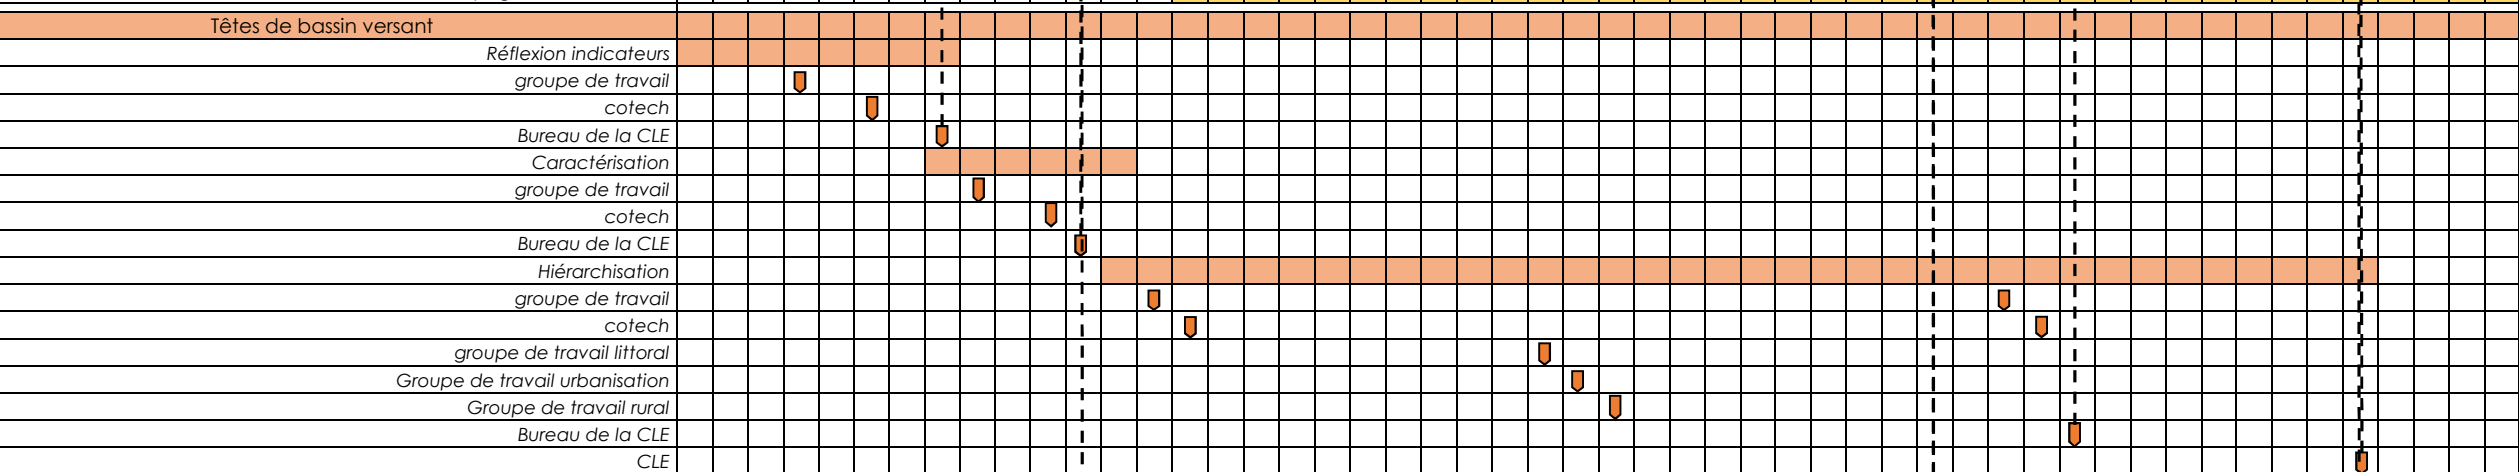 Têtes de bassin versant
Réflexion indicateurs
groupe de travail
cotech
Bureau de la CLE
Caractérisation
groupe de travail
cotech
Bureau de la CLE
Hiérarchisation
groupe de travail
cotech
groupe de travail littoral
Groupe de travail urbanisation
Groupe de travail rural
Bureau de la CLE
CLE